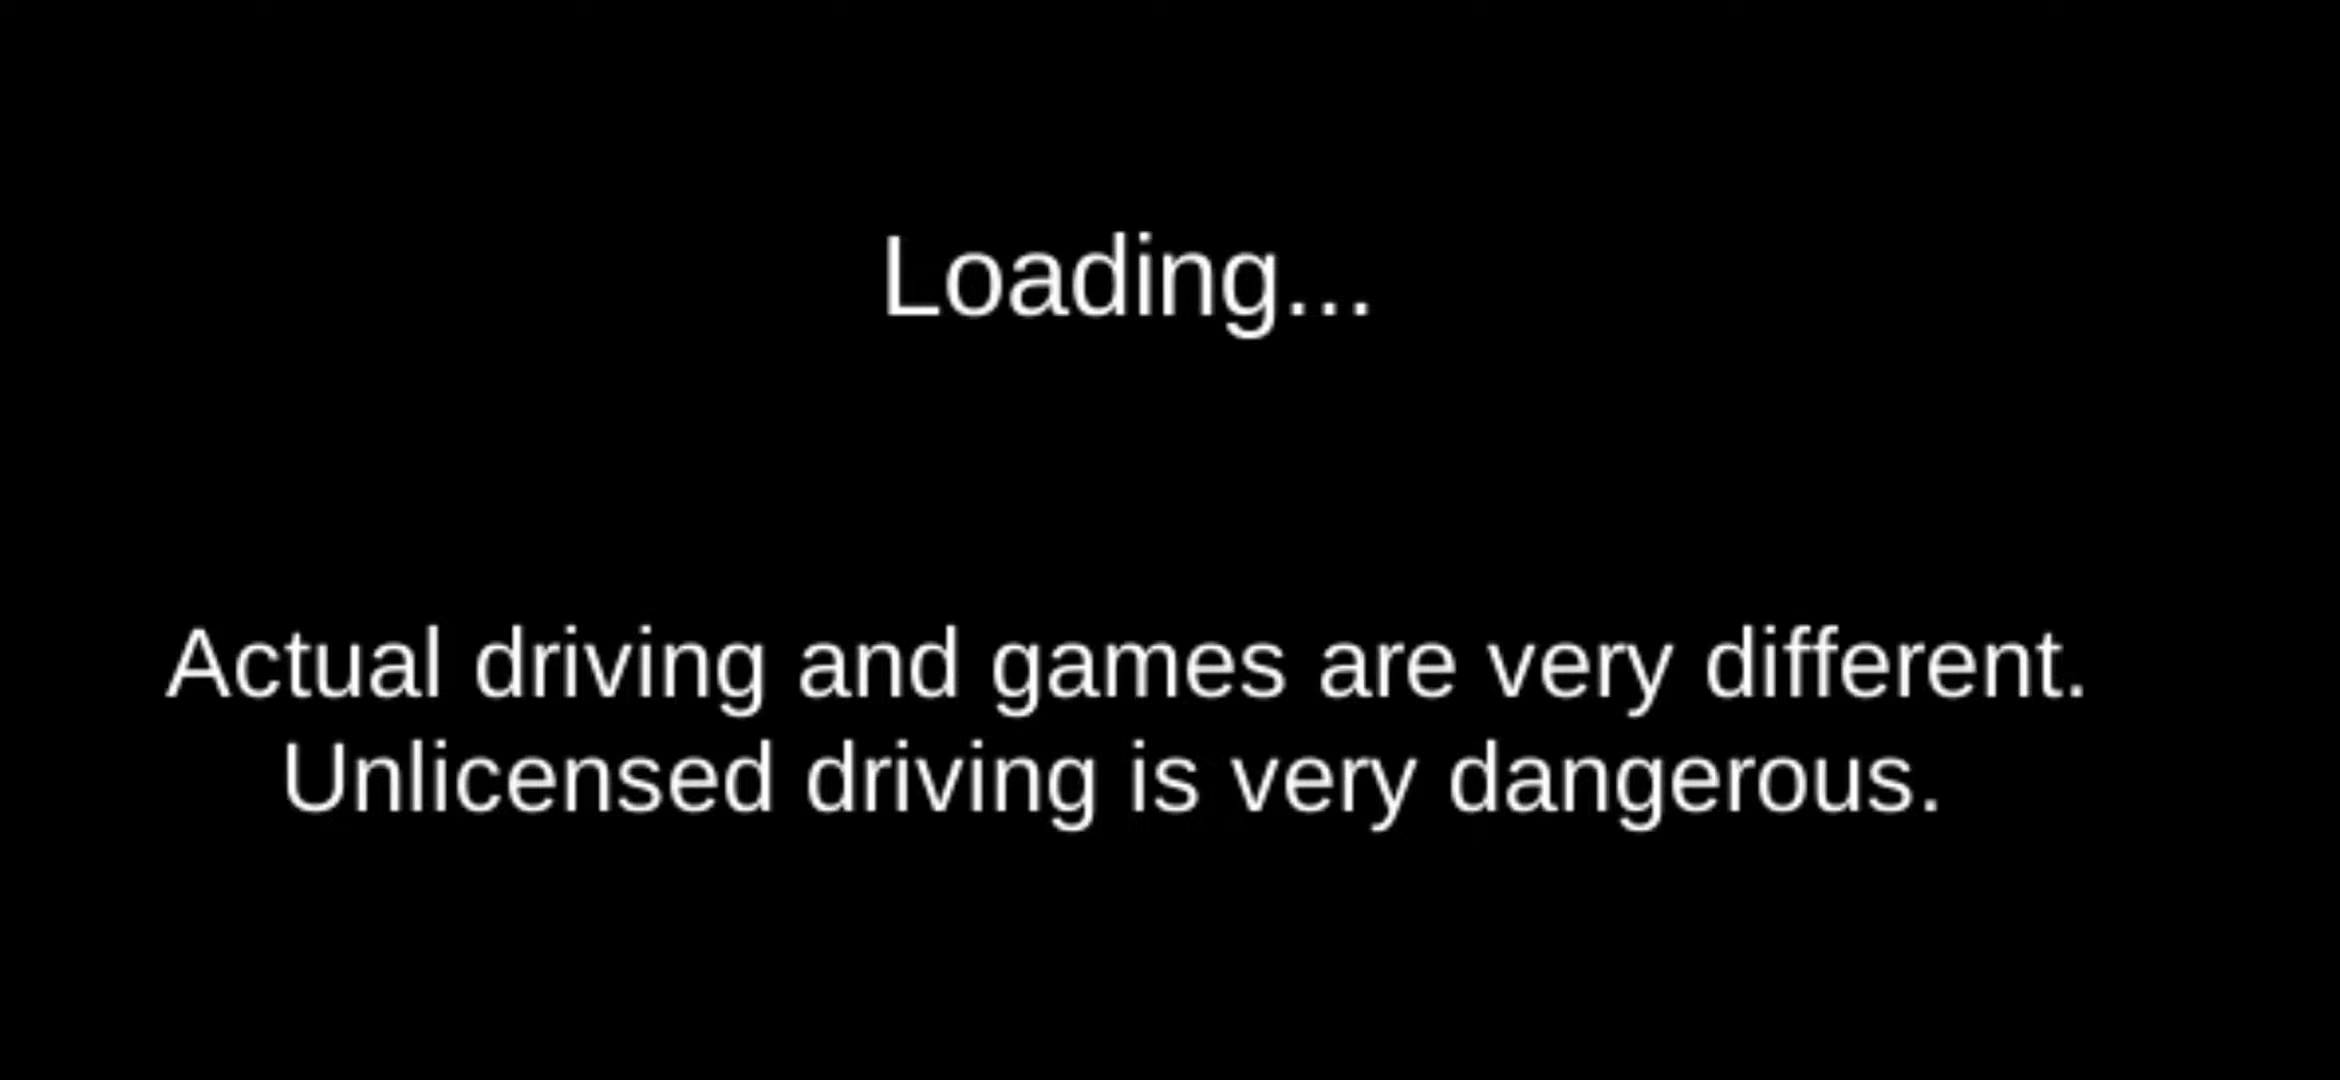 Loading...
Actual driving and games are very different.
Unlicensed driving is very dangerous.